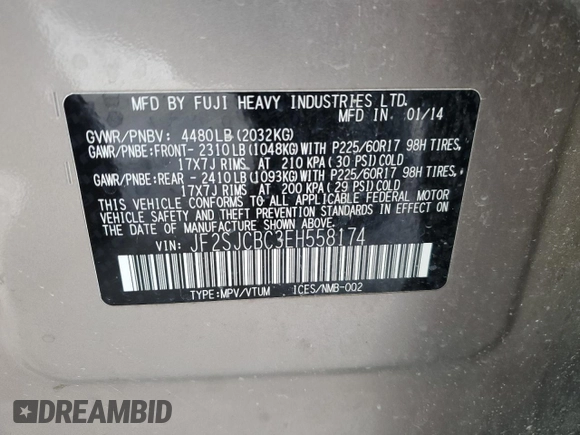 MFD BY FUJI HEAVY INDUSTRIES LTD.
MFD IN 01/14
GVWR/PNBV: 4480LB (2032KG)
GAWR/PNBE:FRONT- 2310LB (1048KG) WITH P225/60R17 98H TIRES,
17X7J RIMS AT 210 KPA (30 PSI) COLD
GAWR/PNBE:REAR - 2410LB (1093KG) WITH P225/60R17 98H TIRES,
17X7J RIMS AT 200 KPA (29 PSI) COLD
THIS VEHICLE CONFORMS TO ALL APPLICABLE FEDERAL MOTOR
VEHICLE SAFETY AND BUMPER STANDARDS IN EFFECT ON
THE DATE OF MANUFACTURE SHOWN ABOVE.
VIN: JF2SJCBC3EH558174
TYPE:MPV/VTUM ICES/NMB-002
©DREAMBID.COM